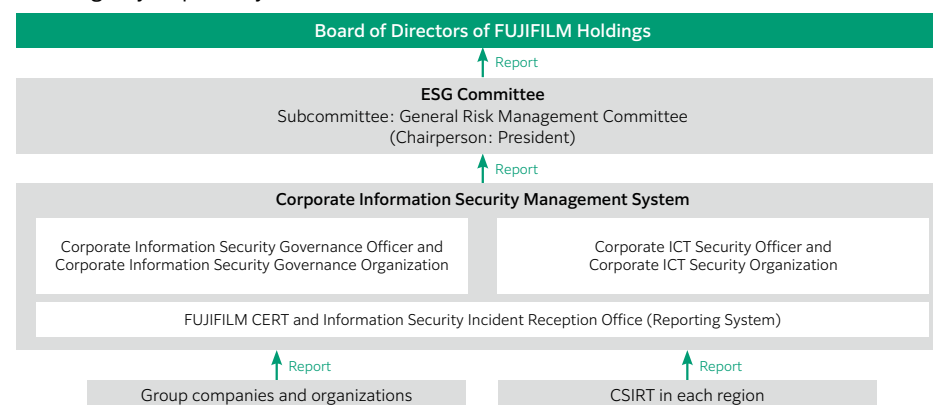 Board of Directors of FUJIFILM Holdings
Report
ESG Committee
Subcommittee: General Risk Management Committee
(Chairperson: President)
Report
Corporate Information Security Management System
Corporate Information Security Governance Officer and
Corporate Information Security Governance Organization
Corporate ICT Security Officer and
Corporate ICT Security Organization
FUJIFILM CERT and Information Security Incident Reception Office (Reporting System)
Report
Report
Group companies and organizations
CSIRT in each region